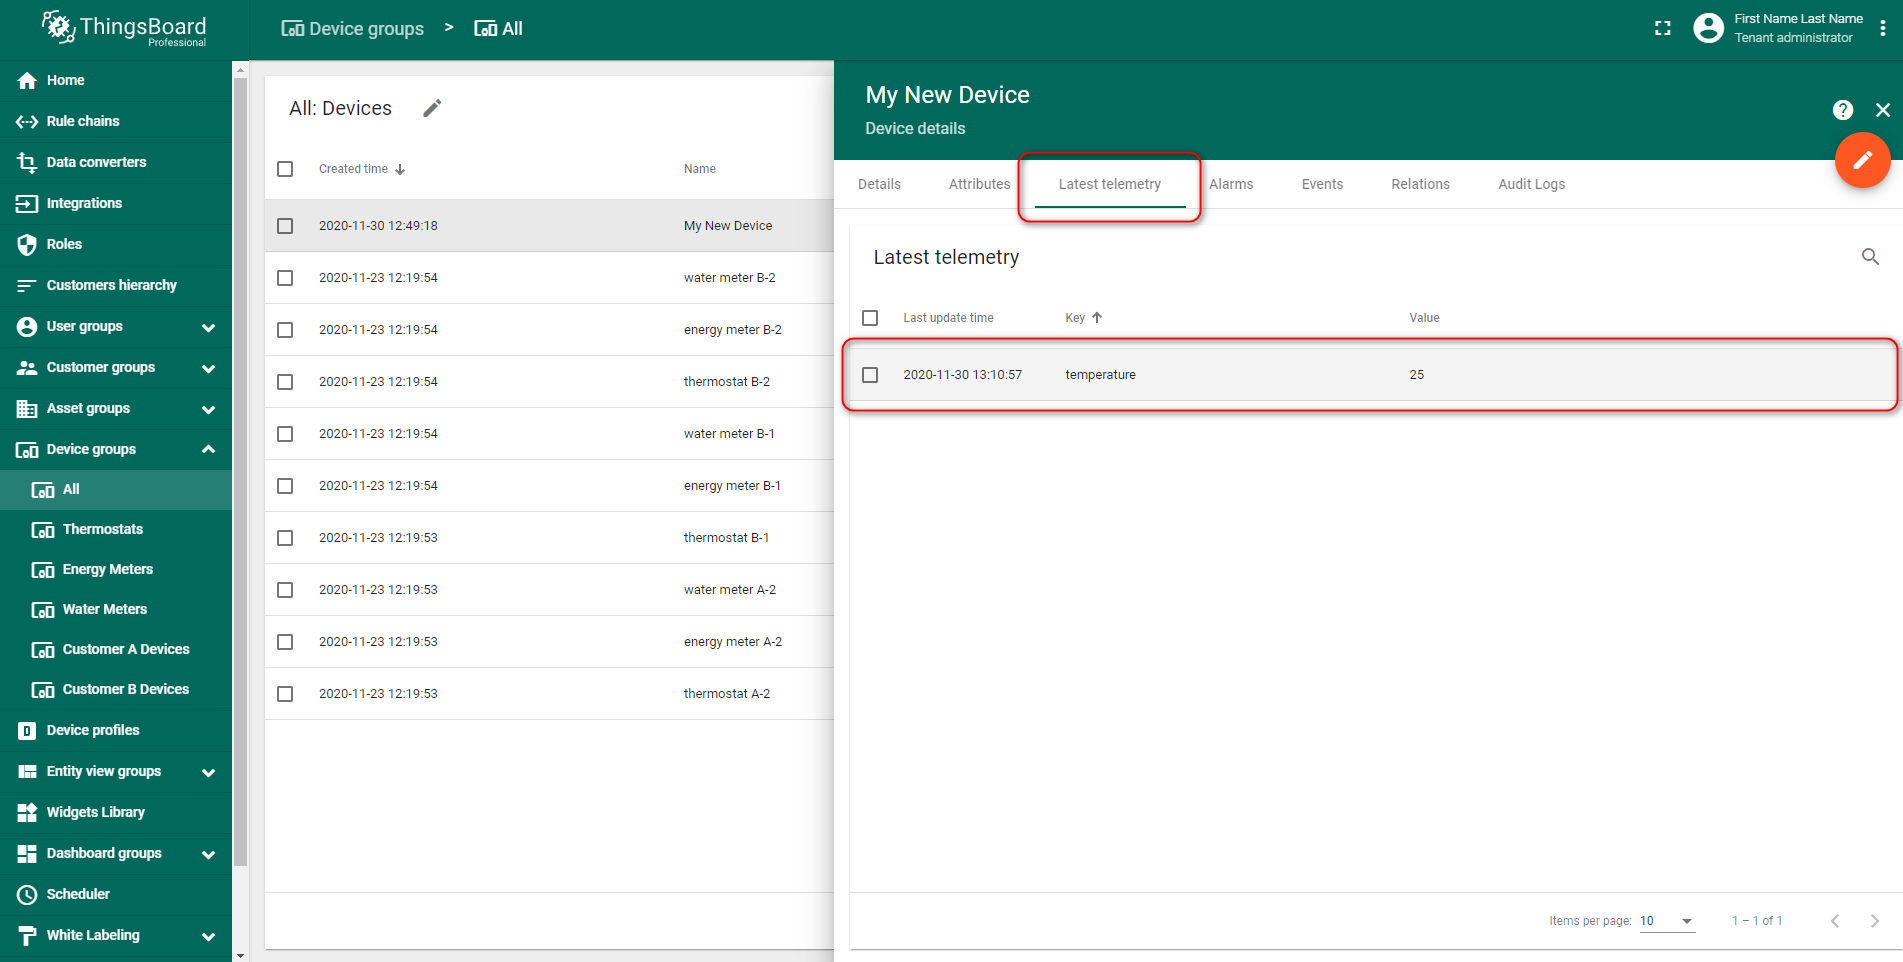 ThingsBoard
Professional
Device groups > All
First Name Last Name
Tenant administrator
Home
Rule chains
Data converters
Integrations
Roles
Customers hierarchy
User groups
Customer groups
Asset groups
Device groups
All
Thermostats
Energy Meters
Water Meters
Customer A Devices
Customer B Devices
Device profiles
Entity view groups
Widgets Library
Dashboard groups
Scheduler
White Labeling
All: Devices
Created time Name
2020-11-30 12:49:18 My New Device
2020-11-23 12:19:54 water meter B-2
2020-11-23 12:19:54 energy meter B-2
2020-11-23 12:19:54 thermostat B-2
2020-11-23 12:19:54 water meter B-1
2020-11-23 12:19:54 energy meter B-1
2020-11-23 12:19:53 thermostat B-1
2020-11-23 12:19:53 water meter A-2
2020-11-23 12:19:53 energy meter A-2
2020-11-23 12:19:53 thermostat A-2
My New Device
Device details
Details Attributes Latest telemetry Alarms Events Relations Audit Logs
Latest telemetry
Last update time Key Value
2020-11-30 13:10:57 temperature 25
Items per page: 10 1 – 1 of 1